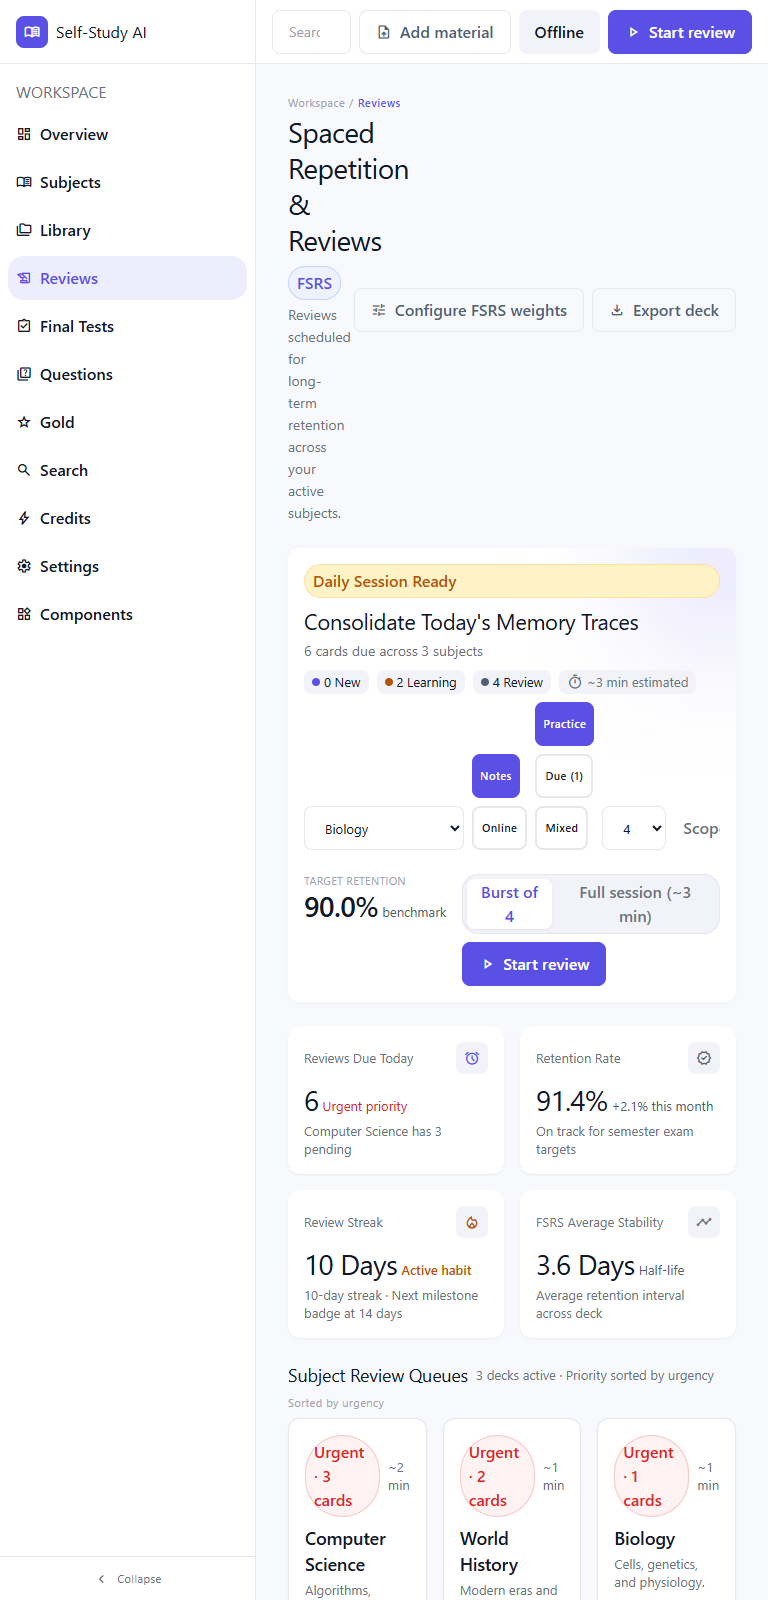 Self-Study AI
Searc
Add material
Offline
Start review
WORKSPACE
Overview
Subjects
Library
Reviews
Final Tests
Questions
Gold
Search
Credits
Settings
Components
Collapse
Workspace / Reviews
Spaced
Repetition
&
Reviews
FSRS
Reviews
scheduled
for
long-
term
retention
across
your
active
subjects.
Configure FSRS weights
Export deck
Daily Session Ready
Consolidate Today's Memory Traces
6 cards due across 3 subjects
0 New
2 Learning
4 Review
~3 min estimated
Practice
Notes
Due (1)
Biology
Online
Mixed
4
Scop
TARGET RETENTION
90.0% benchmark
Burst of
4
Full session (~3
min)
Start review
Reviews Due Today
6 Urgent priority
Computer Science has 3
pending
Retention Rate
91.4% +2.1% this month
On track for semester exam
targets
Review Streak
10 Days Active habit
10-day streak · Next milestone
badge at 14 days
FSRS Average Stability
3.6 Days Half-life
Average retention interval
across deck
Subject Review Queues 3 decks active · Priority sorted by urgency
Sorted by urgency
Urgent
· 3
cards
~2
min
Computer
Science
Algorithms,
Urgent
· 2
cards
~1
min
World
History
Modern eras and
Urgent
· 1
cards
~1
min
Biology
Cells, genetics,
and physiology.